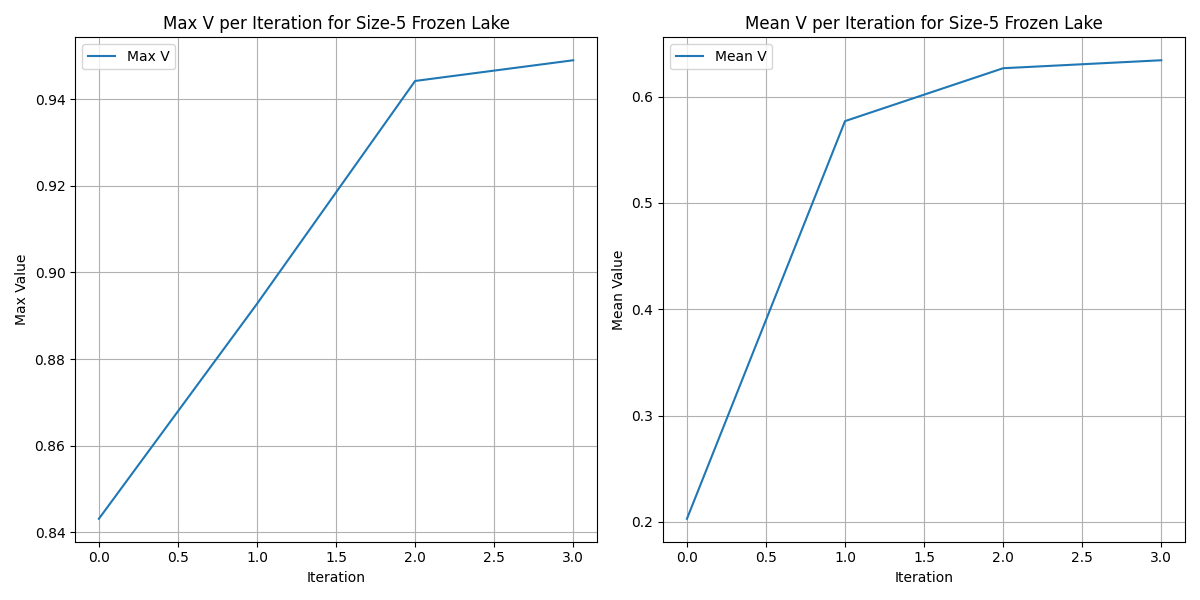 Max V per Iteration for Size-5 Frozen Lake
Max V
Max Value
0.94
0.92
0.90
0.88
0.86
0.84
0.0 0.5 1.0 1.5 2.0 2.5 3.0
Iteration
Mean V per Iteration for Size-5 Frozen Lake
Mean V
Mean Value
0.6
0.5
0.4
0.3
0.2
0.0 0.5 1.0 1.5 2.0 2.5 3.0
Iteration